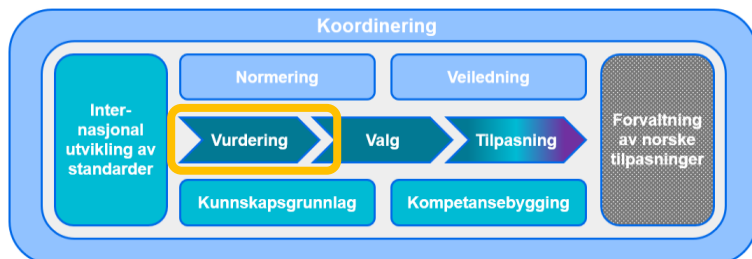 Koordinering
Inter-
nasjonal
utvikling av
standarder
Normering
Veiledning
Vurdering
Valg
Tilpasning
Kunnskapsgrunnlag
Kompetansebygging
Forvaltning
av norske
tilpasninger